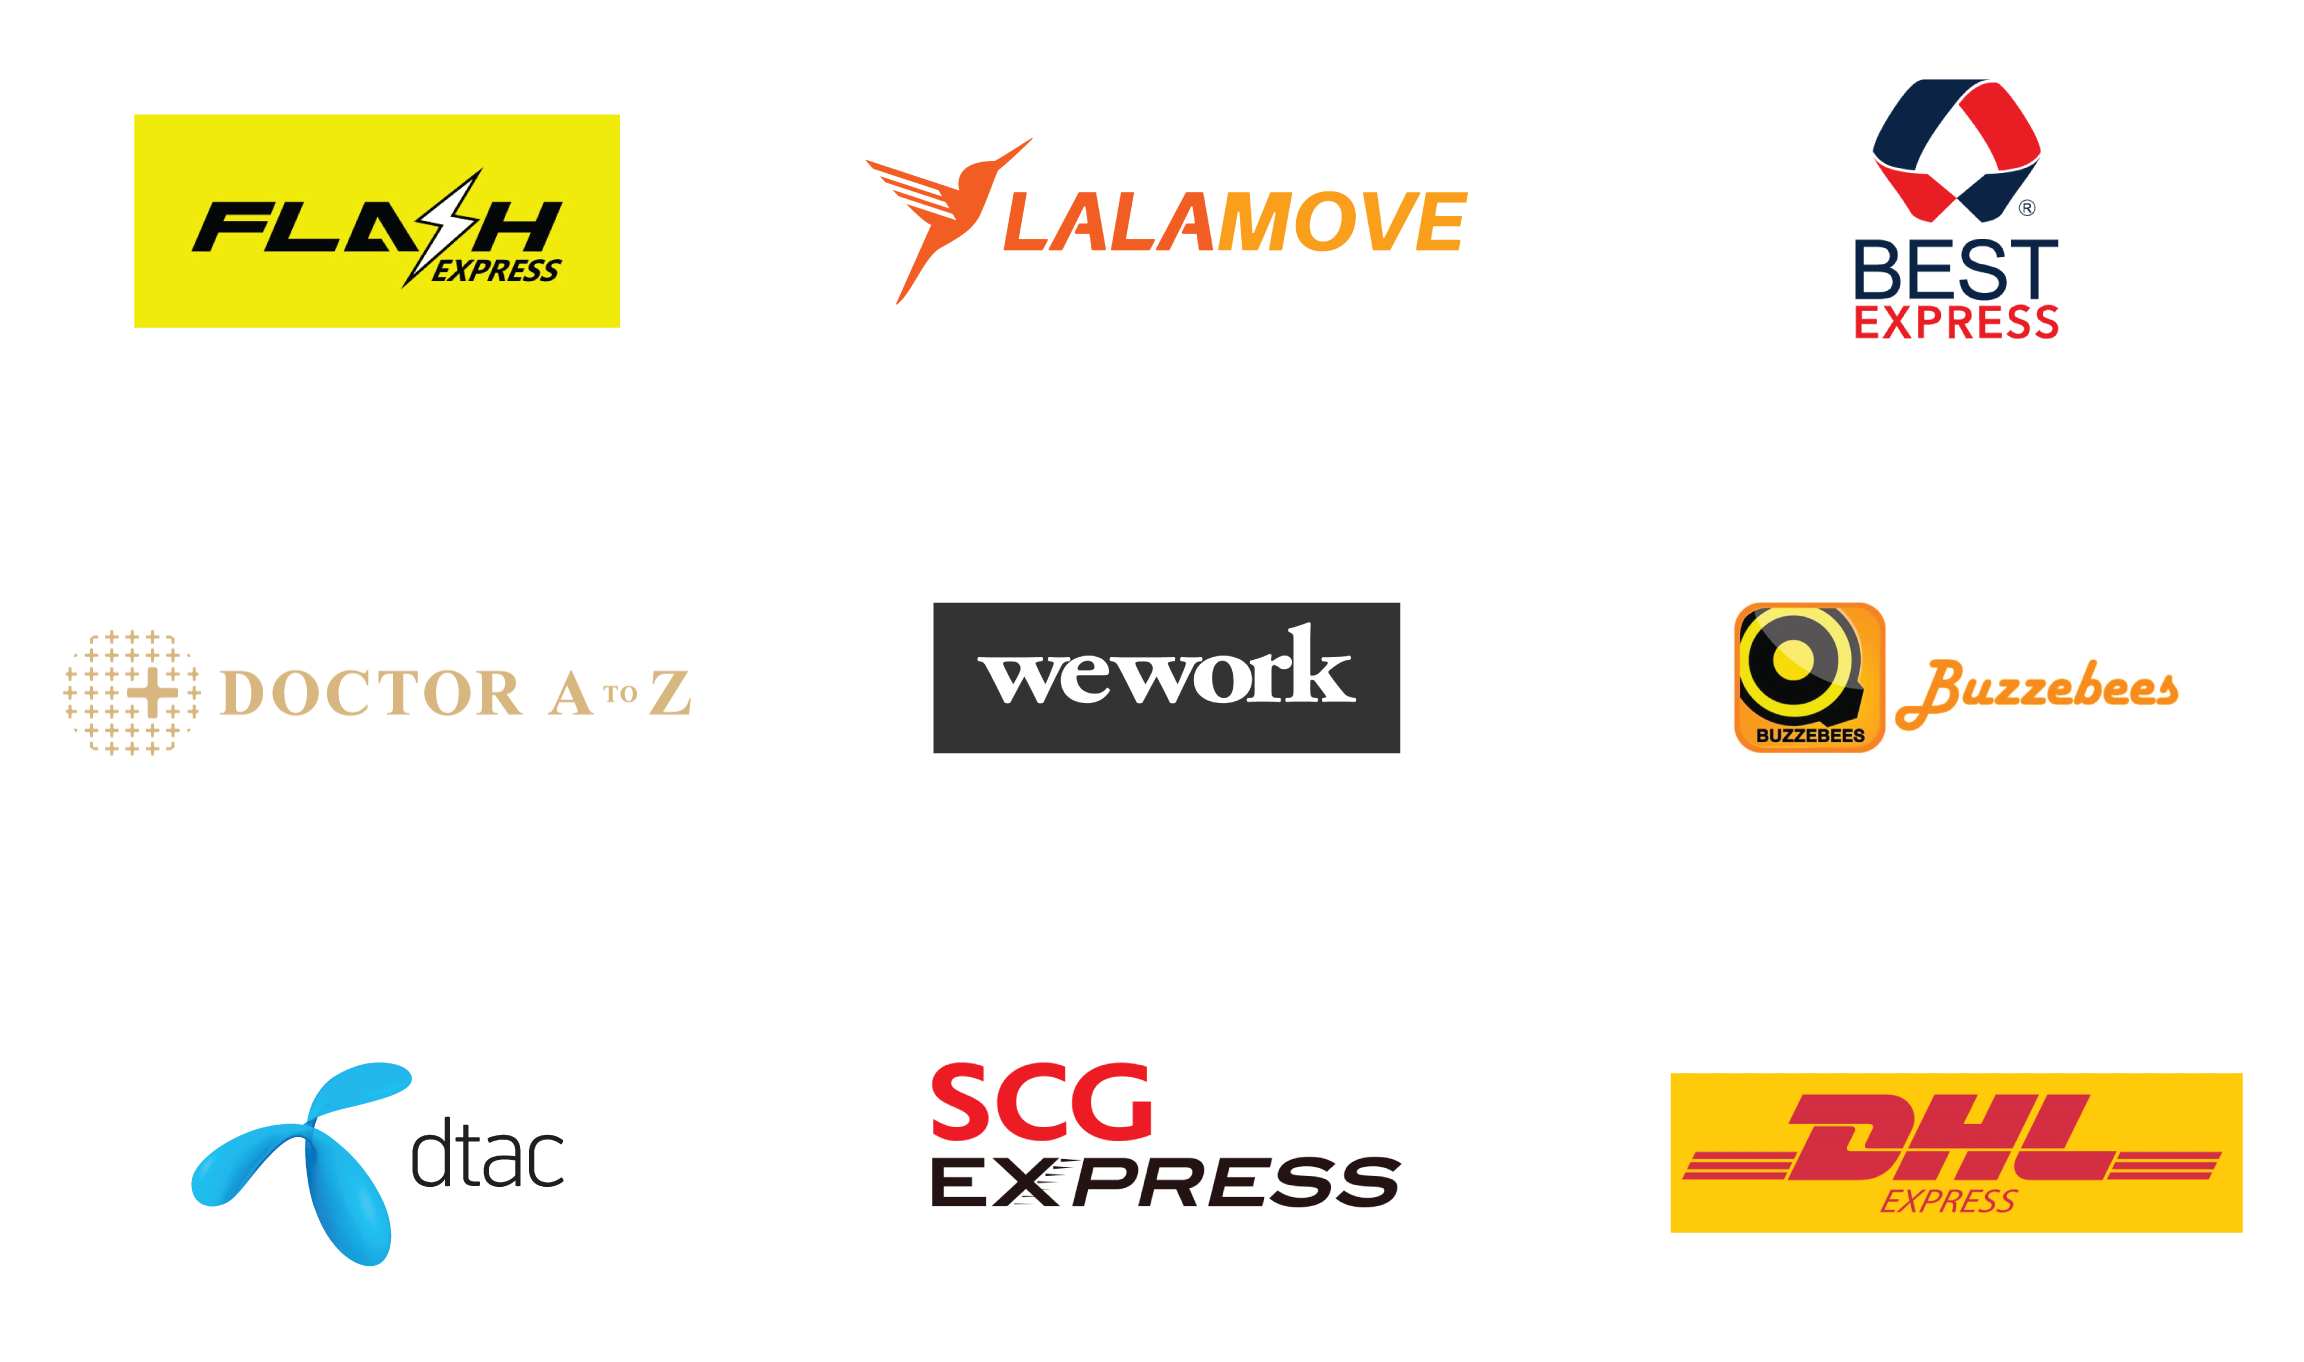 FLASH
EXPRESS
LALAMOVE
®
BEST
EXPRESS
DOCTOR A TO Z
wework
BUZZEBEES
Buzzebees
dtac
SCG
EXPRESS
DHL
EXPRESS